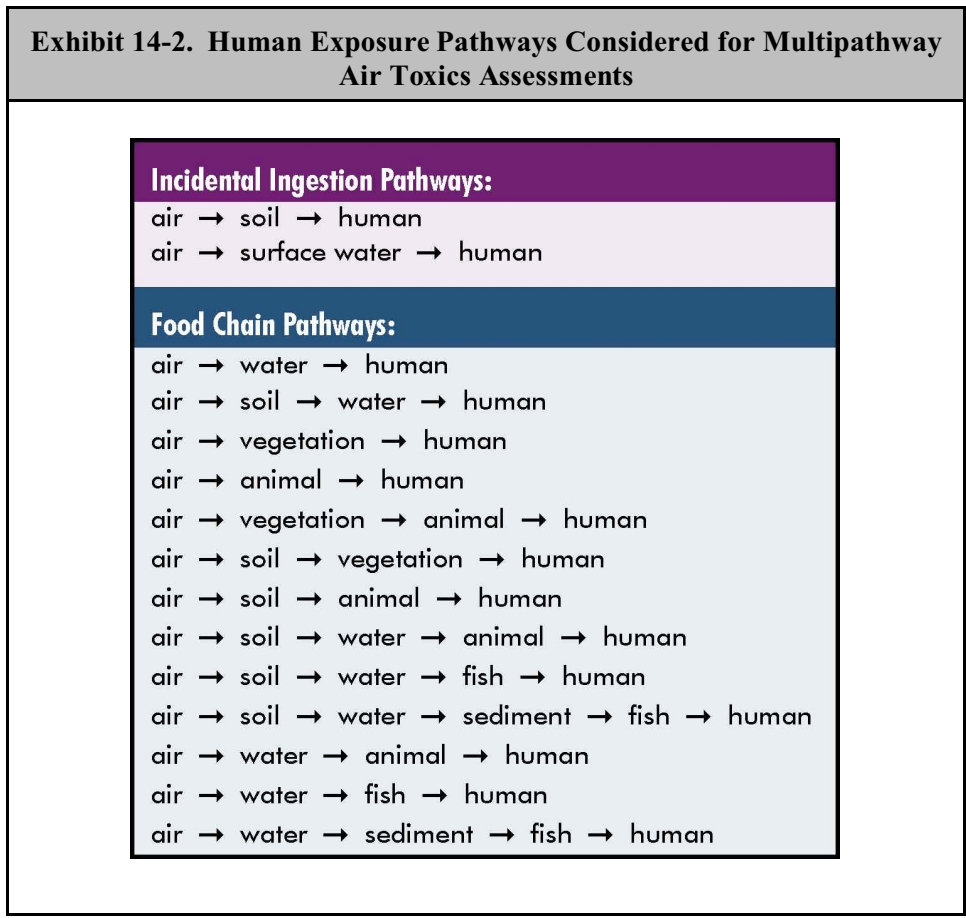 Exhibit 14-2. Human Exposure Pathways Considered for Multipathway
Air Toxics Assessments
Incidental Ingestion Pathways:
air → soil → human
air → surface water → human
Food Chain Pathways:
air → water → human
air → soil → water → human
air → vegetation → human
air → animal → human
air → vegetation → animal → human
air → soil → vegetation → human
air → soil → animal → human
air → soil → water → animal → human
air → soil → water → fish → human
air → soil → water → sediment → fish → human
air → water → animal → human
air → water → fish → human
air → water → sediment → fish → human